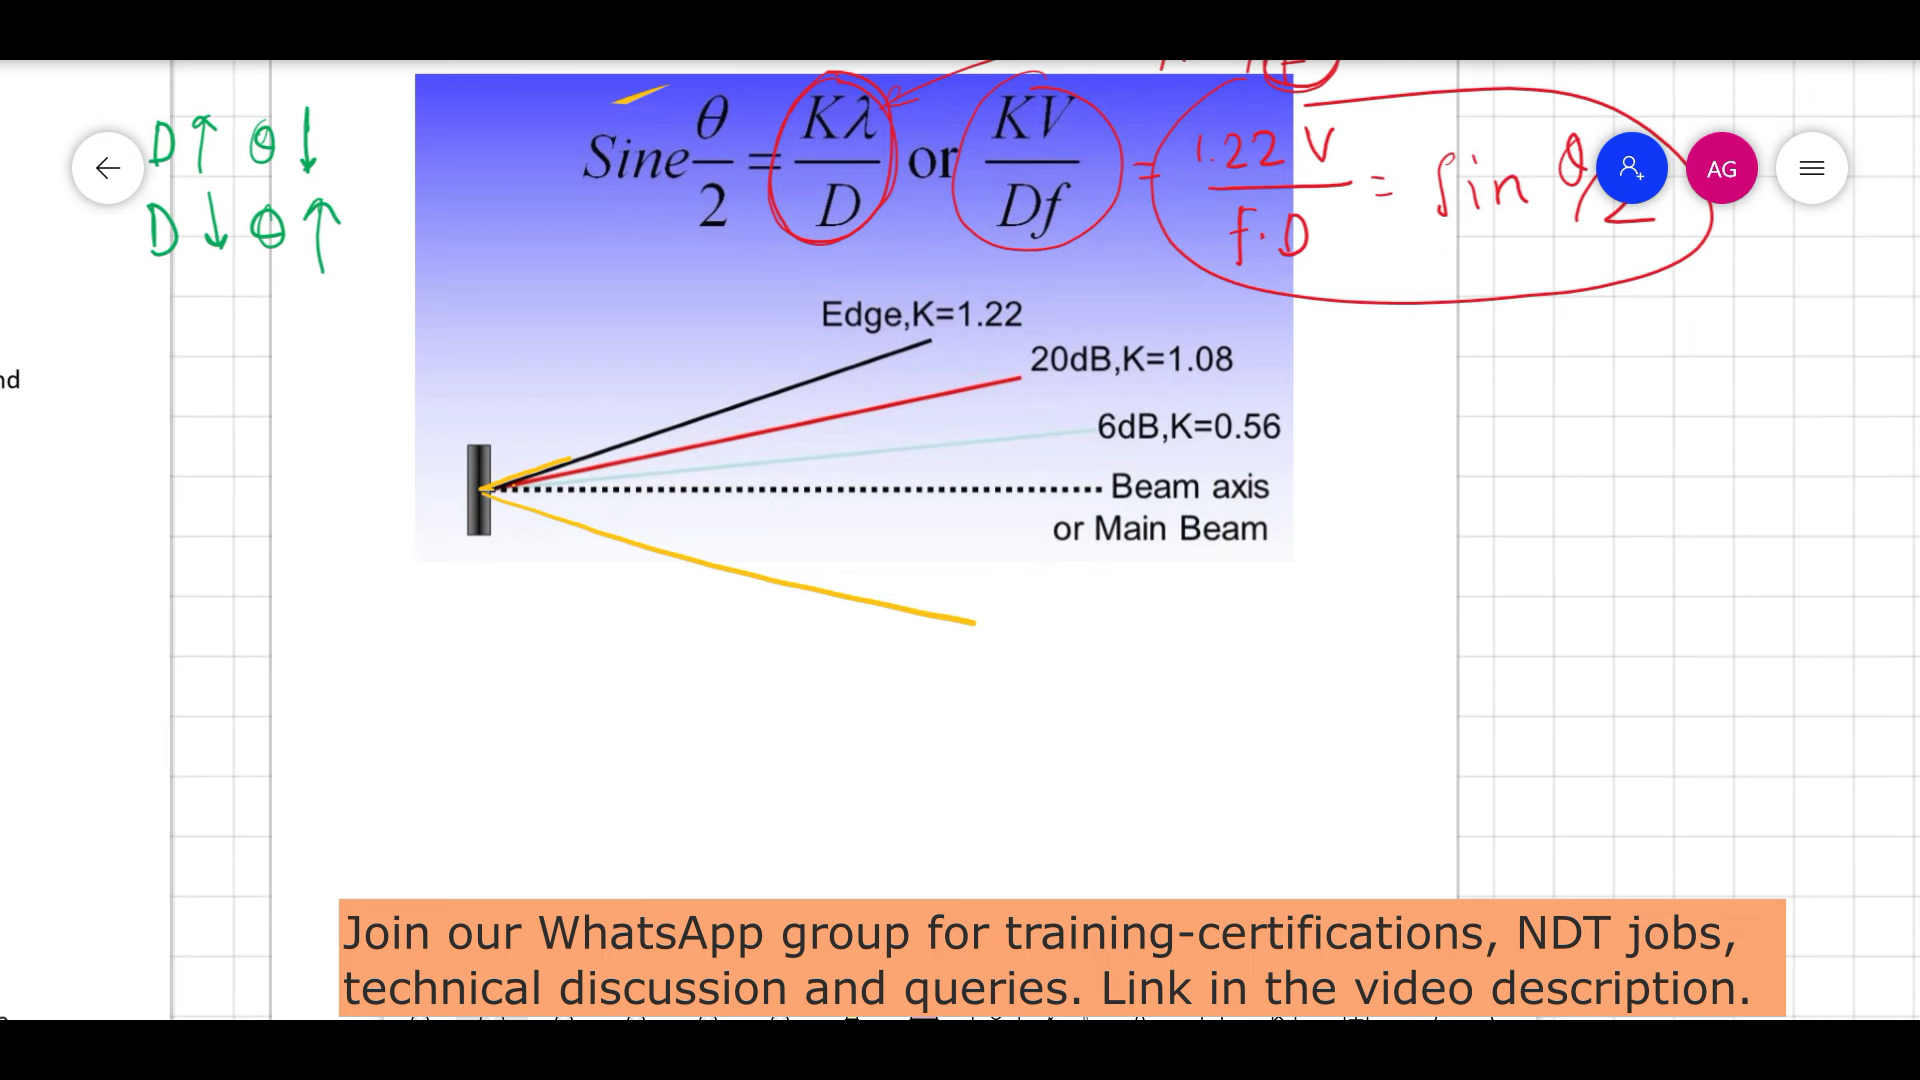 Sine θ/2 = Kλ/D or KV/Df = 1.22 V / f.D = Sin θ/2
D↑ θ↓
D↓ θ↑
AG
Edge,K=1.22
20dB,K=1.08
nd
6dB,K=0.56
Beam axis
or Main Beam
Join our WhatsApp group for training-certifications, NDT jobs,
technical discussion and queries. Link in the video description.